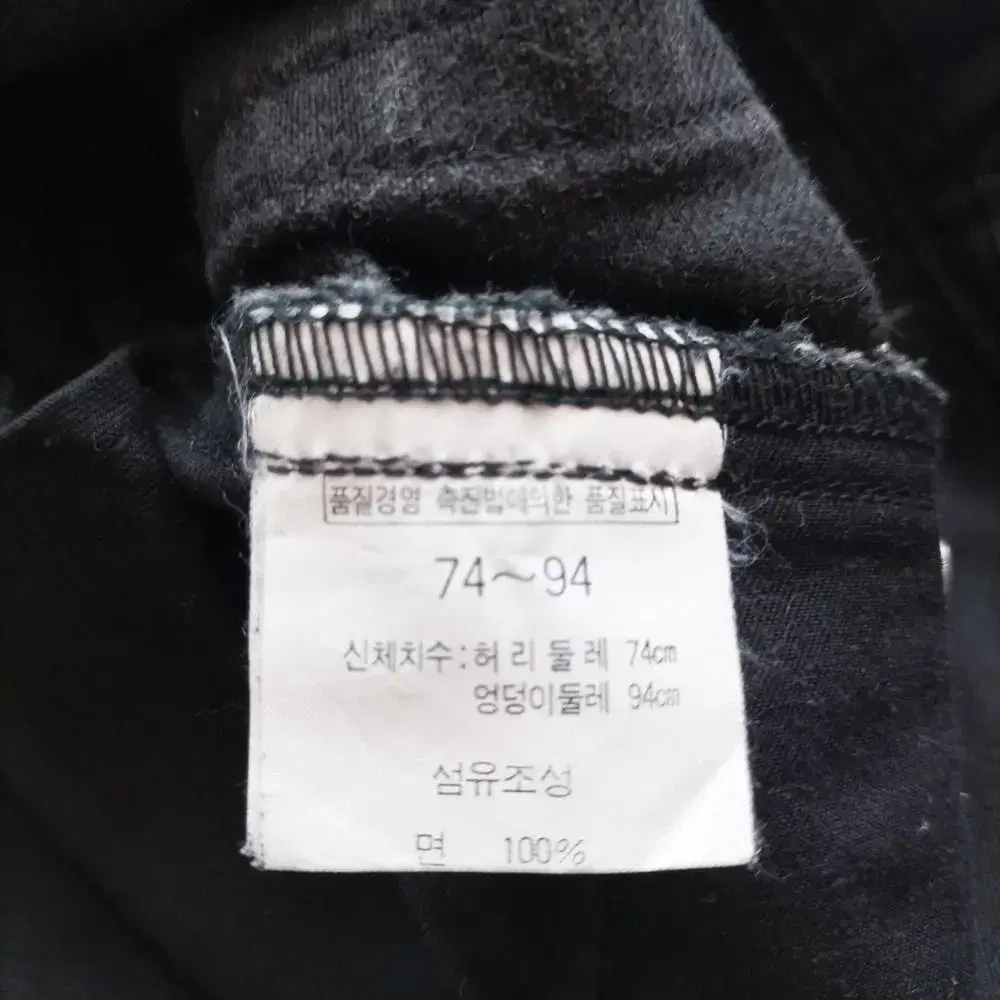 품질경영 촉진법에의한 품질표시
74~94
신체치수:허리둘레 74cm
엉덩이둘레 94cm
섬유조성
면 100%